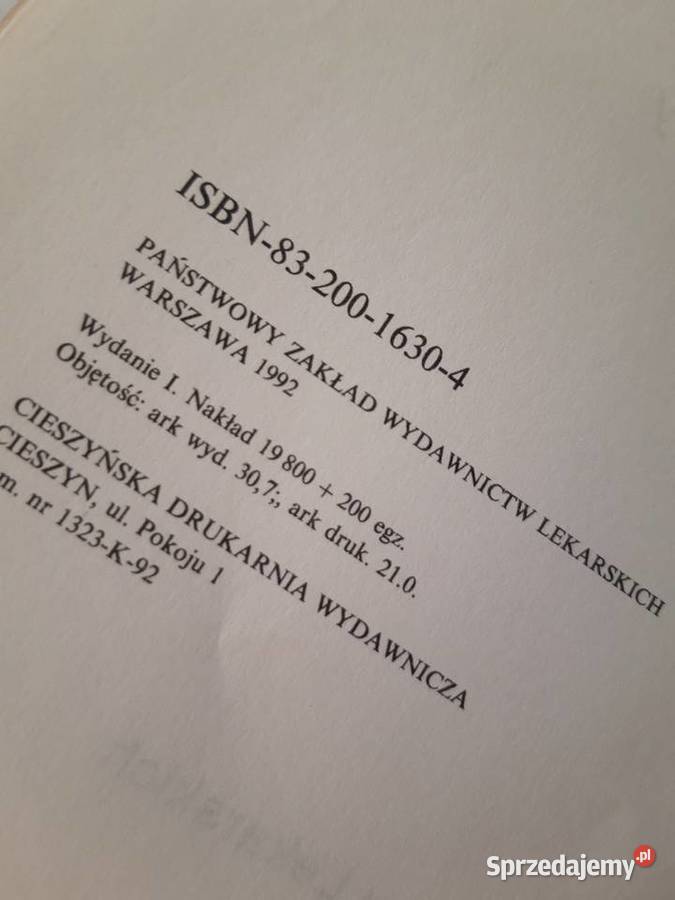 ISBN-83-200-1630-4
PAŃSTWOWY ZAKŁAD WYDAWNICTW LEKARSKICH
WARSZAWA 1992
Wydanie I. Nakład 19 800 + 200 egz.
Objętość: ark wyd. 30,7;, ark druk. 21.0.
CIESZYŃSKA DRUKARNIA WYDAWNICZA
CIESZYN, ul. Pokoju 1
m. nr 1323-K-92
Sprzedajemy.pl